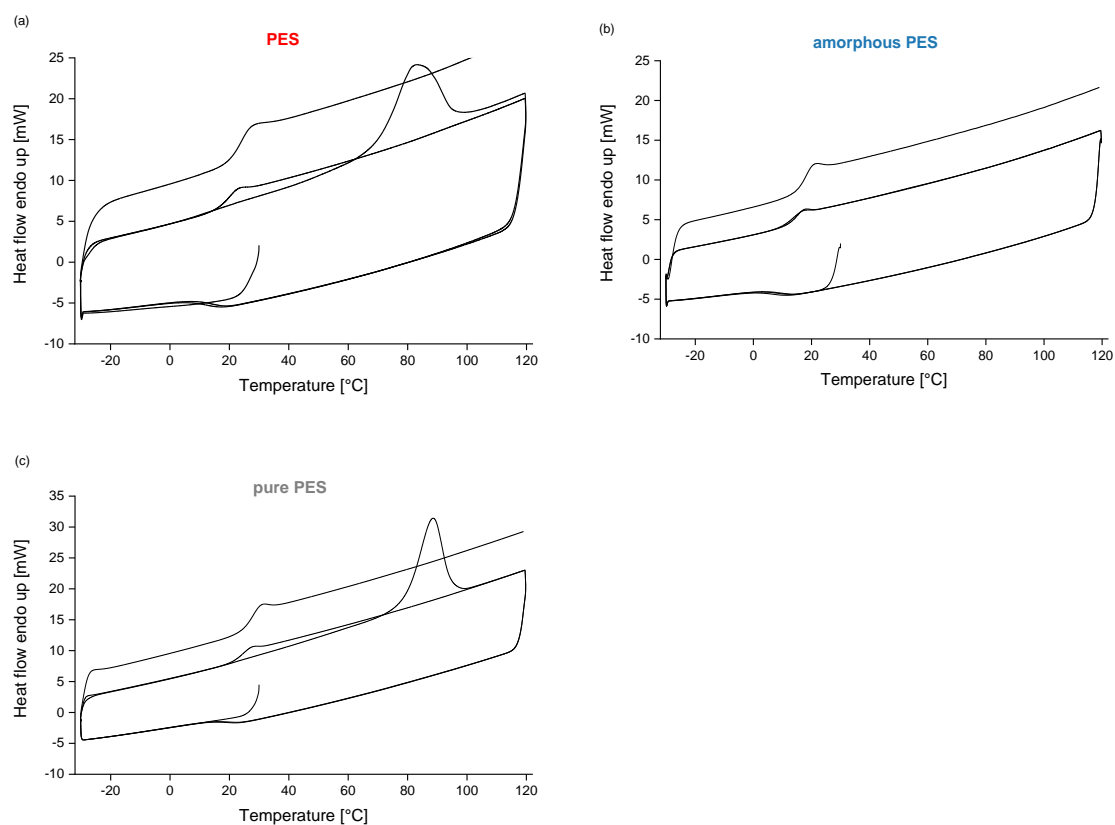 (a)
PES
25
20
15
10
5
0
-5
-10
Heat flow endo up [mW]
-20 0 20 40 60 80 100 120
Temperature [°C]
(b)
amorphous PES
25
20
15
10
5
0
-5
-10
Heat flow endo up [mW]
-20 0 20 40 60 80 100 120
Temperature [°C]
(c)
pure PES
35
30
25
20
15
10
5
0
-5
-10
Heat flow endo up [mW]
-20 0 20 40 60 80 100 120
Temperature [°C]